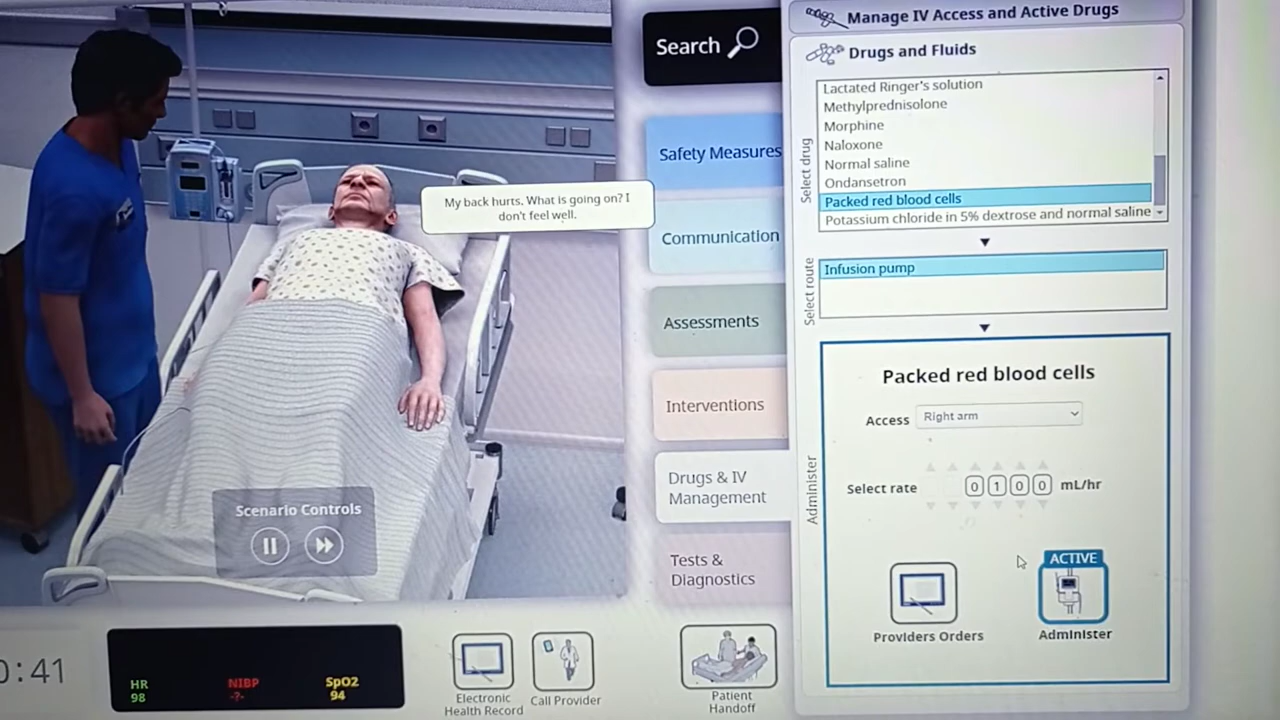 Manage IV Access and Active Drugs
Search
Drugs and Fluids
Select drug
Lactated Ringer's solution
Methylprednisolone
Morphine
Naloxone
Normal saline
Ondansetron
Packed red blood cells
Potassium chloride in 5% dextrose and normal saline
Safety Measures
My back hurts. What is going on? I
don't feel well.
Communication
Select route
Infusion pump
Assessments
Administer
Packed red blood cells
Access
Right arm
Interventions
Select rate
0 1 0 0 mL/hr
Drugs & IV
Management
Scenario Controls
Tests &
Diagnostics
ACTIVE
Providers Orders
Administer
0:41
HR
98
NIBP
-?-
SpO2
94
Electronic
Health Record
Call Provider
Patient
Handoff